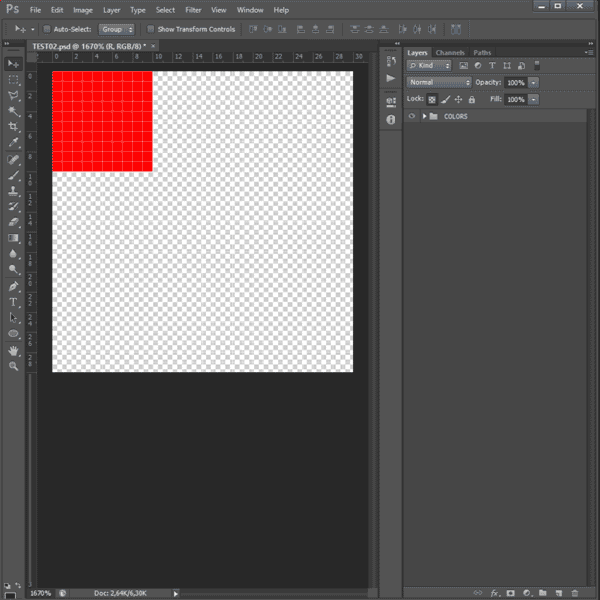 Ps File Edit Image Layer Type Select Filter View Window Help
Auto-Select: Group Show Transform Controls
TEST02.psd @ 1670% (R, RGB/8) * ×
0 2 4 6 8 10 12 14 16 18 20 22 24 26 28 30
0
2
4
6
8
10
12
14
16
18
20
22
24
26
28
Layers Channels Paths
Kind
Normal Opacity: 100%
Lock: Fill: 100%
COLORS
1670% Doc: 2,64K/6,30K
fx